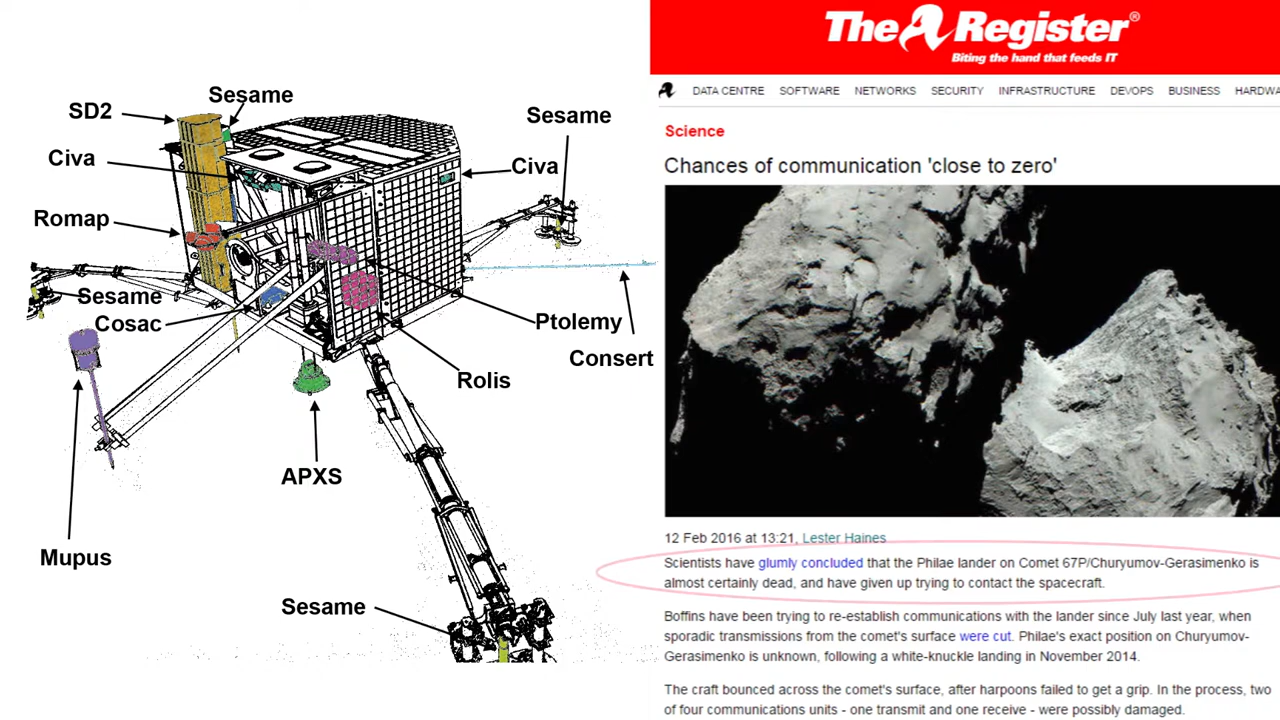 Sesame
SD2
Sesame
Civa
Civa
Romap
Sesame
Cosac
Ptolemy
Consert
Rolis
APXS
Mupus
Sesame
The Register®
Biting the hand that feeds IT
DATA CENTRE SOFTWARE NETWORKS SECURITY INFRASTRUCTURE DEVOPS BUSINESS HARDWA
Science
Chances of communication 'close to zero'
12 Feb 2016 at 13:21, Lester Haines
Scientists have glumly concluded that the Philae lander on Comet 67P/Churyumov-Gerasimenko is
almost certainly dead, and have given up trying to contact the spacecraft.
Boffins have been trying to re-establish communications with the lander since July last year, when
sporadic transmissions from the comet's surface were cut. Philae's exact position on Churyumov-
Gerasimenko is unknown, following a white-knuckle landing in November 2014.
The craft bounced across the comet's surface, after harpoons failed to get a grip. In the process, two
of four communications units - one transmit and one receive - were possibly damaged.